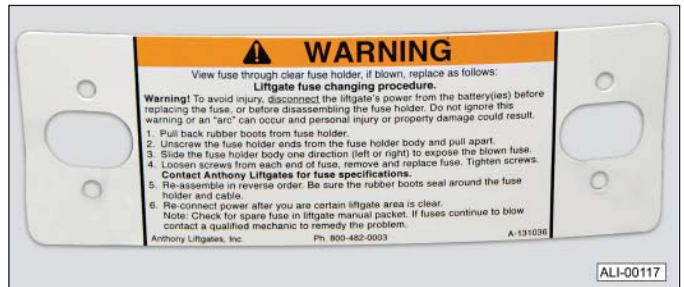 WARNING
View fuse through clear fuse holder, if blown, replace as follows:
Liftgate fuse changing procedure.
Warning! To avoid injury, disconnect the liftgate's power from the battery(ies) before
replacing the fuse, or before disassembling the fuse holder. Do not ignore this
warning or an "arc" can occur and personal injury or property damage could result.
1. Pull back rubber boots from fuse holder.
2. Unscrew the fuse holder ends from the fuse holder body and pull apart.
3. Slide the fuse holder body one direction (left or right) to expose the blown fuse.
4. Loosen screws from each end of fuse, remove and replace fuse. Tighten screws.
Contact Anthony Liftgates for fuse specifications.
5. Re-assemble in reverse order. Be sure the rubber boots seal around the fuse
holder and cable.
6. Re-connect power after you are certain liftgate area is clear.
Note: Check for spare fuse in liftgate manual packet. If fuses continue to blow
contact a qualified mechanic to remedy the problem.
Anthony Liftgates, Inc. Ph. 800-482-0003 A-131036
ALI-00117